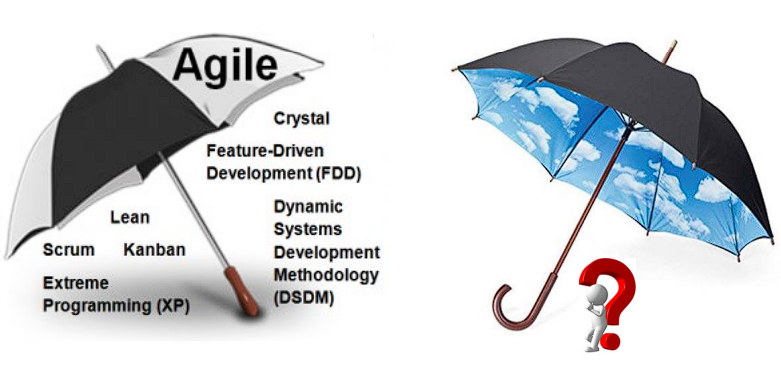 Agile
Crystal
Feature-Driven
Development (FDD)
Lean
Scrum
Kanban
Extreme
Programming (XP)
Dynamic
Systems
Development
Methodology
(DSDM)
?